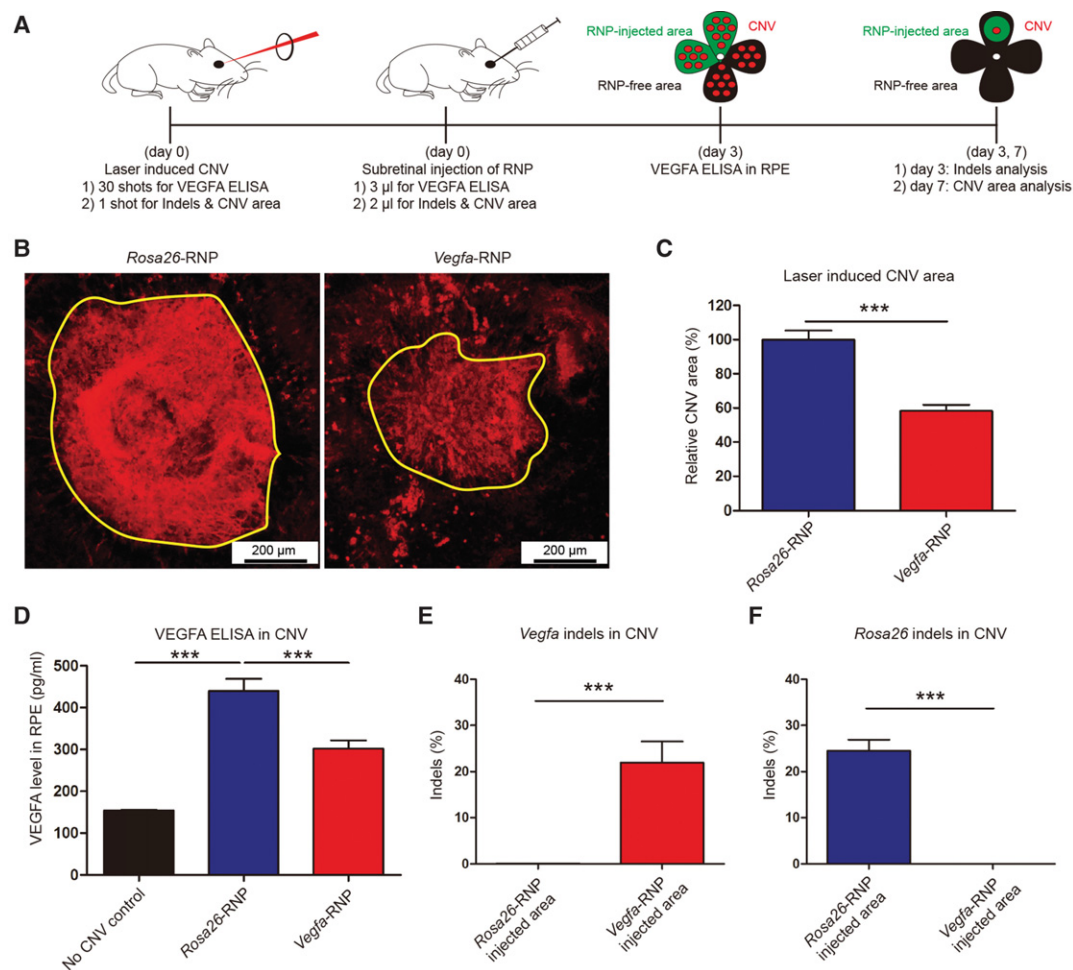 A
RNP-injected area
CNV
RNP-free area
RNP-injected area
CNV
RNP-free area
(day 0)
Laser induced CNV
1) 30 shots for VEGFA ELISA
2) 1 shot for Indels & CNV area
(day 0)
Subretinal injection of RNP
1) 3 µl for VEGFA ELISA
2) 2 µl for Indels & CNV area
(day 3)
VEGFA ELISA in RPE
(day 3, 7)
1) day 3: Indels analysis
2) day 7: CNV area analysis
B
Rosa26-RNP
Vegfa-RNP
200 µm
200 µm
C
Laser induced CNV area
Relative CNV area (%)
120
100
80
60
40
20
0
***
Rosa26-RNP
Vegfa-RNP
D
VEGFA ELISA in CNV
VEGFA level in RPE (pg/ml)
500
400
300
200
100
0
***
***
No CNV control
Rosa26-RNP
Vegfa-RNP
E
Vegfa indels in CNV
Indels (%)
40
30
20
10
0
***
Rosa26-RNP
injected area
Vegfa-RNP
injected area
F
Rosa26 indels in CNV
Indels (%)
40
30
20
10
0
***
Rosa26-RNP
injected area
Vegfa-RNP
injected area